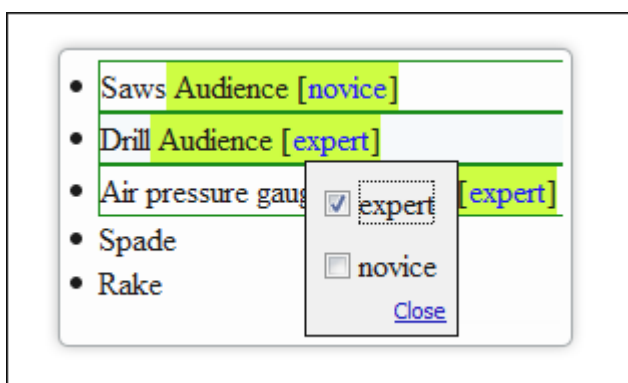 Saws Audience [novice]
Drill Audience [expert]
Air pressure gaug [expert]
expert
Spade
novice
Rake
Close